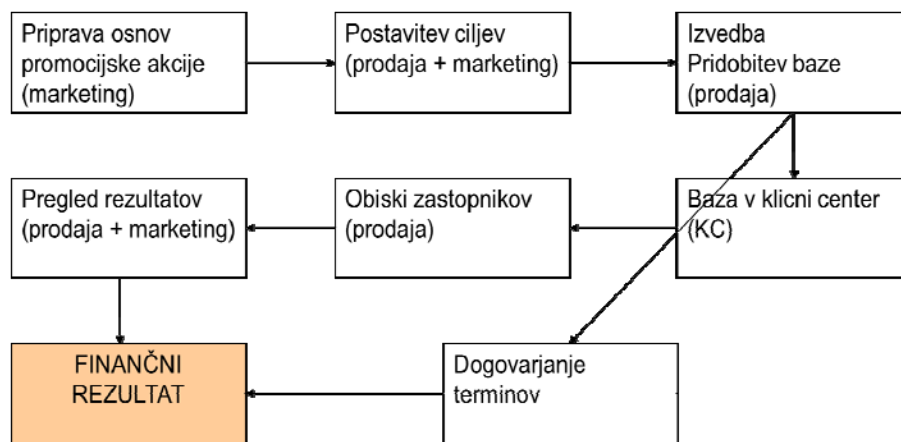 Priprava osnov
promocijske akcije
(marketing)
Postavitev ciljev
(prodaja + marketing)
Izvedba
Pridobitev baze
(prodaja)
Pregled rezultatov
(prodaja + marketing)
Obiski zastopnikov
(prodaja)
Baza v klicni center
(KC)
FINANČNI
REZULTAT
Dogovarjanje
terminov